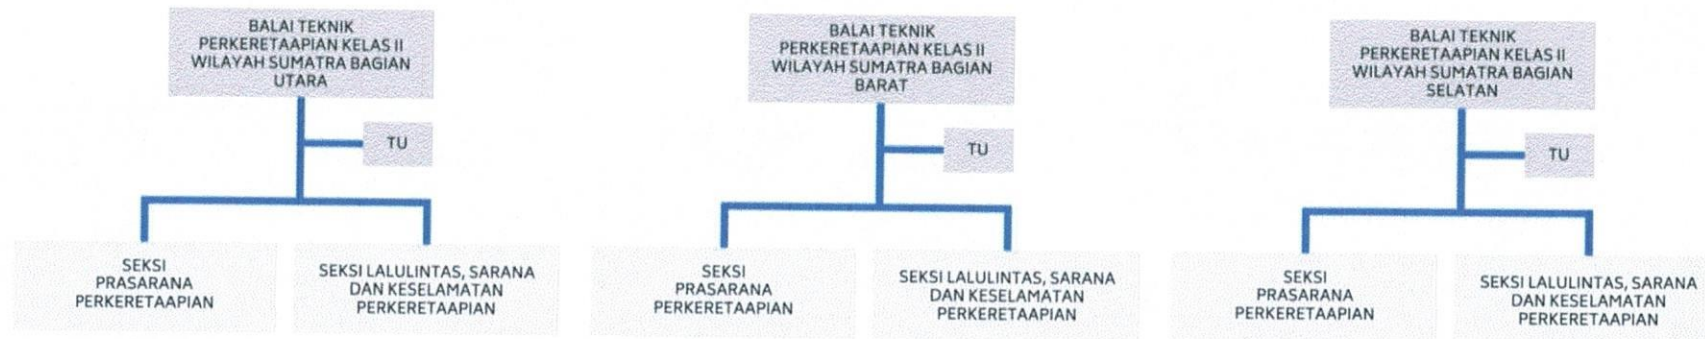 BALAI TEKNIK
PERKERETAAPIAN KELAS II
WILAYAH SUMATRA BAGIAN
UTARA
TU
SEKSI
PRASARANA
PERKERETAAPIAN
SEKSI LALULINTAS, SARANA
DAN KESELAMATAN
PERKERETAAPIAN
BALAI TEKNIK
PERKERETAAPIAN KELAS II
WILAYAH SUMATRA BAGIAN
BARAT
TU
SEKSI
PRASARANA
PERKERETAAPIAN
SEKSI LALULINTAS, SARANA
DAN KESELAMATAN
PERKERETAAPIAN
BALAI TEKNIK
PERKERETAAPIAN KELAS II
WILAYAH SUMATRA BAGIAN
SELATAN
TU
SEKSI
PRASARANA
PERKERETAAPIAN
SEKSI LALULINTAS, SARANA
DAN KESELAMATAN
PERKERETAAPIAN